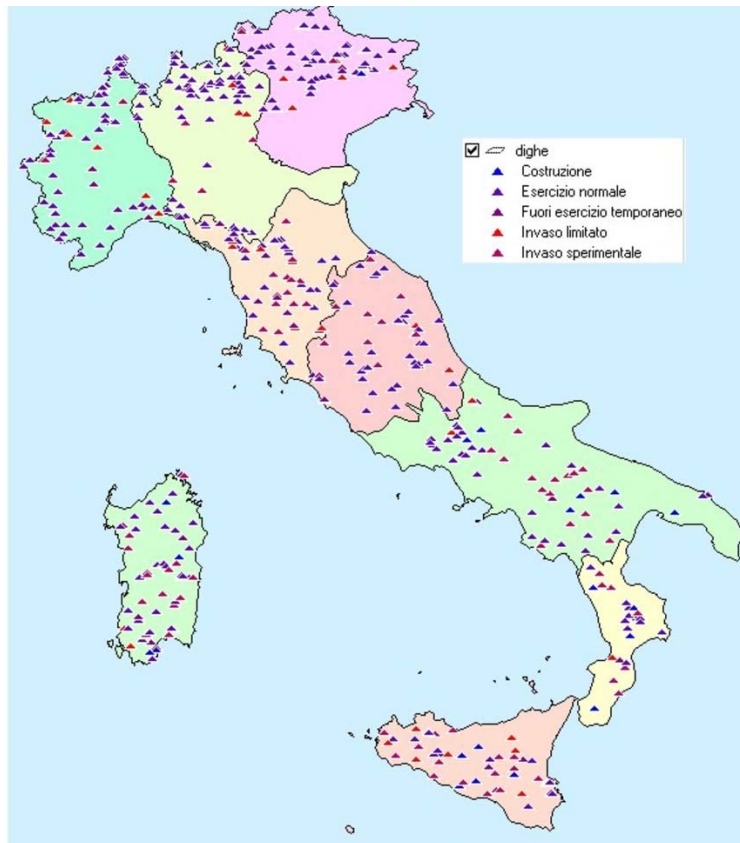 dighe
Costruzione
Esercizio normale
Fuori esercizio temporaneo
Invaso limitato
Invaso sperimentale